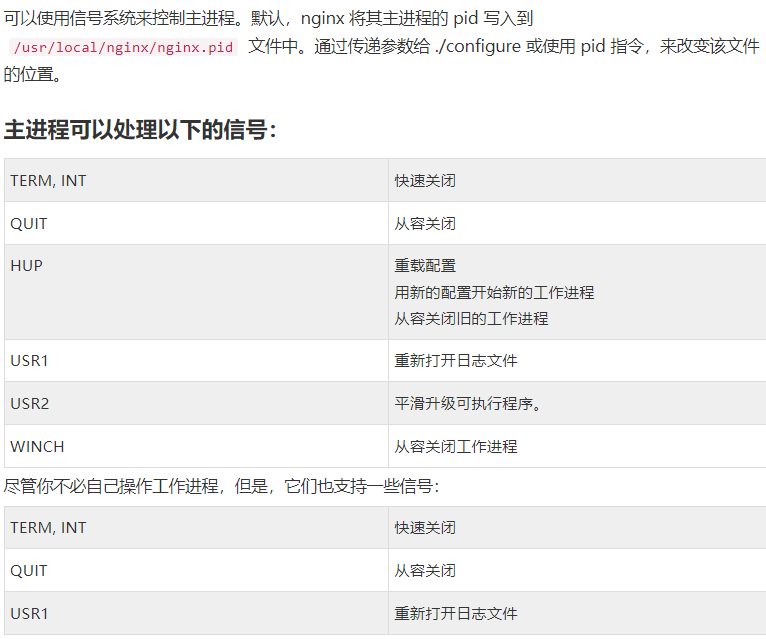 可以使用信号系统来控制主进程。默认，nginx 将其主进程的 pid 写入到
/usr/local/nginx/nginx.pid 文件中。通过传递参数给 ./configure 或使用 pid 指令，来改变该文件
的位置。
主进程可以处理以下的信号：
TERM, INT 快速关闭
QUIT 从容关闭
HUP 重载配置
用新的配置开始新的工作进程
从容关闭旧的工作进程
USR1 重新打开日志文件
USR2 平滑升级可执行程序。
WINCH 从容关闭工作进程
尽管你不必自己操作工作进程，但是，它们也支持一些信号：
TERM, INT 快速关闭
QUIT 从容关闭
USR1 重新打开日志文件